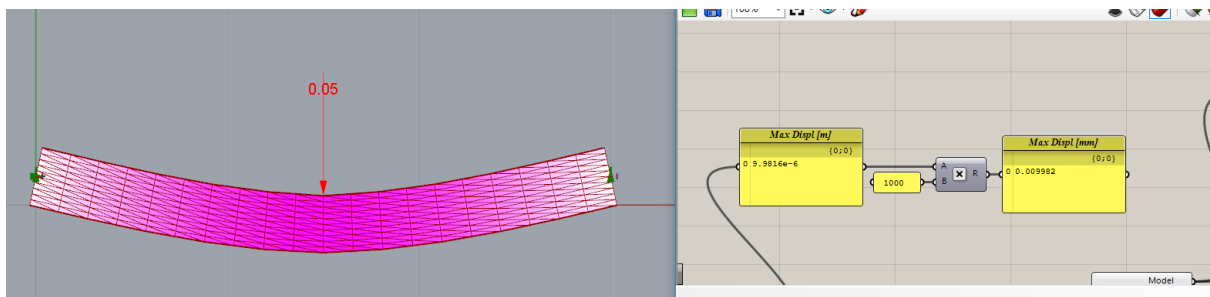 0.05
100%
Max Displ [m]
{0;0}
0 9.9816e-6
1000
A
B
R
Max Displ [mm]
{0;0}
0 0.009982
Model